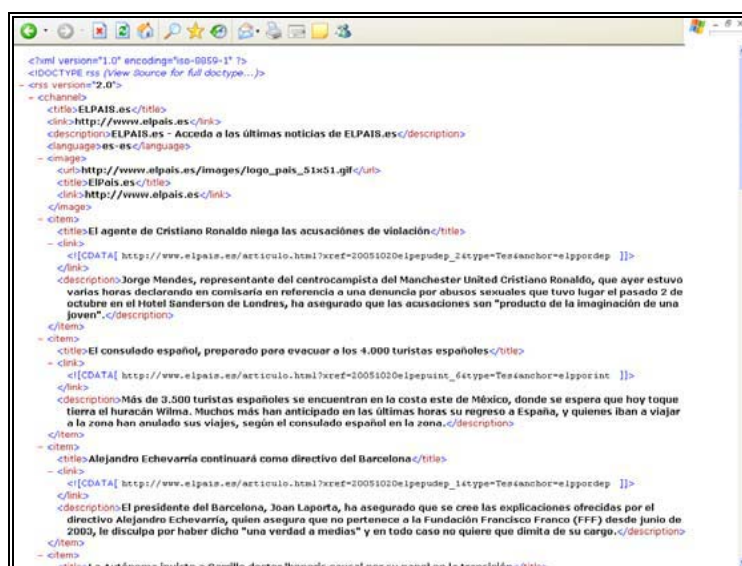 <?xml version="1.0" encoding="iso-8859-1" ?>
<!DOCTYPE rss (View Source for full doctype...)>
- <rss version="2.0">
- <channel>
<title>ELPAIS.es</title>
<link>http://www.elpais.es</link>
<description>ELPAIS.es - Acceda a las últimas noticias de ELPAIS.es</description>
<language>es-es</language>
- <image>
<url>http://www.elpais.es/images/logo_pais_51x51.gif</url>
<title>ElPais.es</title>
<link>http://www.elpais.es</link>
</image>
- <item>
<title>El agente de Cristiano Ronaldo niega las acusaciónes de violación</title>
- <link>
<![CDATA[ http://www.elpais.es/articulo.html?xref=20051020elpepudep_2&type=Tes&anchor=elppordep ]]>
</link>
<description>Jorge Mendes, representante del centrocampista del Manchester United Cristiano Ronaldo, que ayer estuvo
varias horas declarando en comisaría en referencia a una denuncia por abusos sexuales que tuvo lugar el pasado 2 de
octubre en el Hotel Sanderson de Londres, ha asegurado que las acusaciones son "producto de la imaginación de una
joven".</description>
</item>
- <item>
<title>El consulado español, preparado para evacuar a los 4.000 turistas españoles</title>
- <link>
<![CDATA[ http://www.elpais.es/articulo.html?xref=20051020elpepuint_6&type=Tes&anchor=elpporint ]]>
</link>
<description>Más de 3.500 turistas españoles se encuentran en la costa este de México, donde se espera que hoy toque
tierra el huracán Wilma. Muchos más han anticipado en las últimas horas su regreso a España, y quienes iban a viajar
a la zona han anulado sus viajes, según el consulado español en la zona.</description>
</item>
- <item>
<title>Alejandro Echevarría continuará como directivo del Barcelona</title>
- <link>
<![CDATA[ http://www.elpais.es/articulo.html?xref=20051020elpepudep_1&type=Tes&anchor=elppordep ]]>
</link>
<description>El presidente del Barcelona, Joan Laporta, ha asegurado que se cree las explicaciones ofrecidas por el
directivo Alejandro Echevarría, quien asegura que no pertenece a la Fundación Francisco Franco (FFF) desde junio de
2003, le disculpa por haber dicho "una verdad a medias" y en todo caso no quiere que dimita de su cargo.</description>
</item>
- <item>